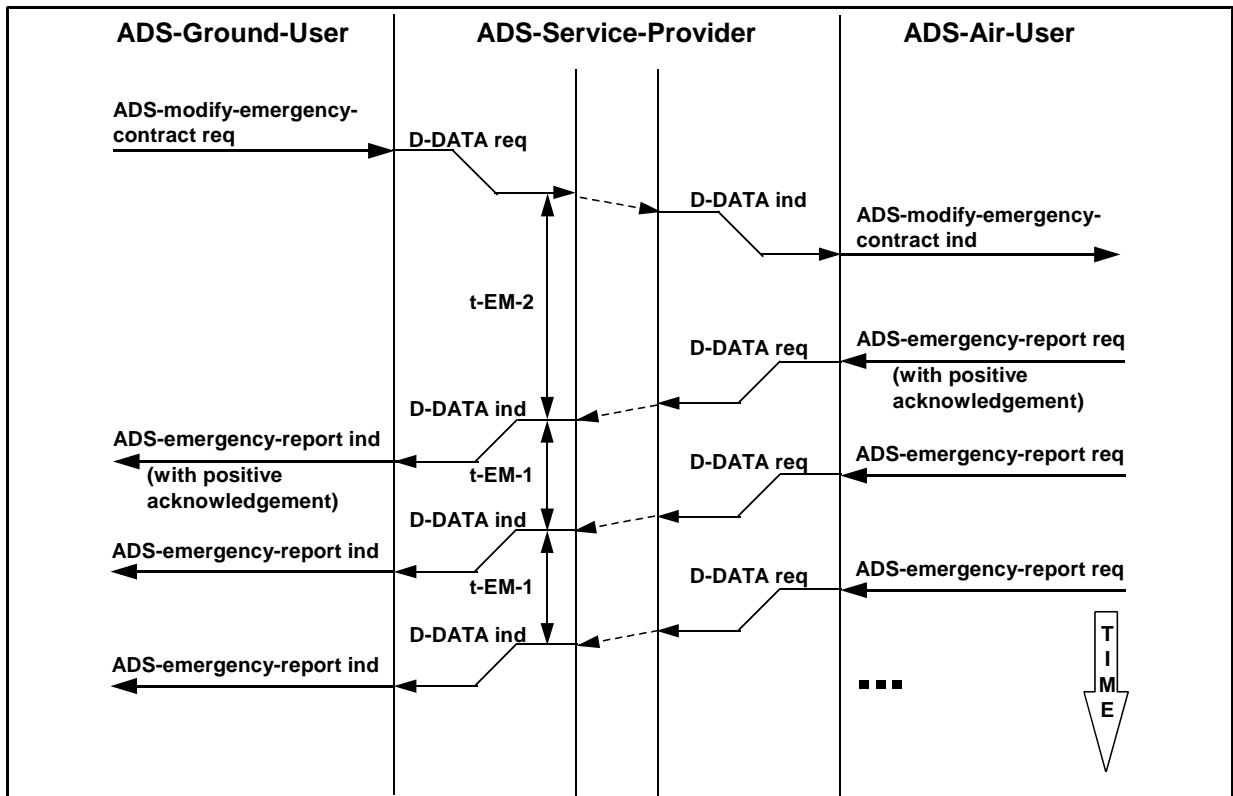 ADS-Ground-User
ADS-Service-Provider
ADS-Air-User
ADS-modify-emergency-
contract req
D-DATA req
D-DATA ind
ADS-modify-emergency-
contract ind
t-EM-2
ADS-emergency-report req
(with positive
acknowledgement)
D-DATA req
D-DATA ind
ADS-emergency-report ind
(with positive
acknowledgement)
t-EM-1
D-DATA req
ADS-emergency-report req
D-DATA ind
ADS-emergency-report ind
t-EM-1
D-DATA req
ADS-emergency-report req
D-DATA ind
ADS-emergency-report ind
...
T
I
M
E